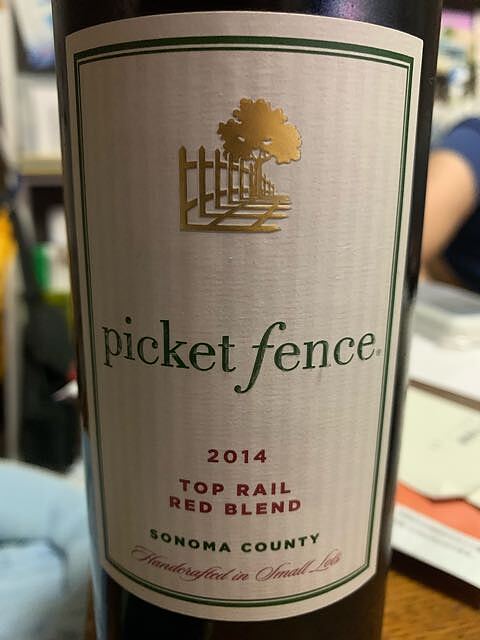 picket fence®
2014
TOP RAIL
RED BLEND
SONOMA COUNTY
Handcrafted in Small Lots